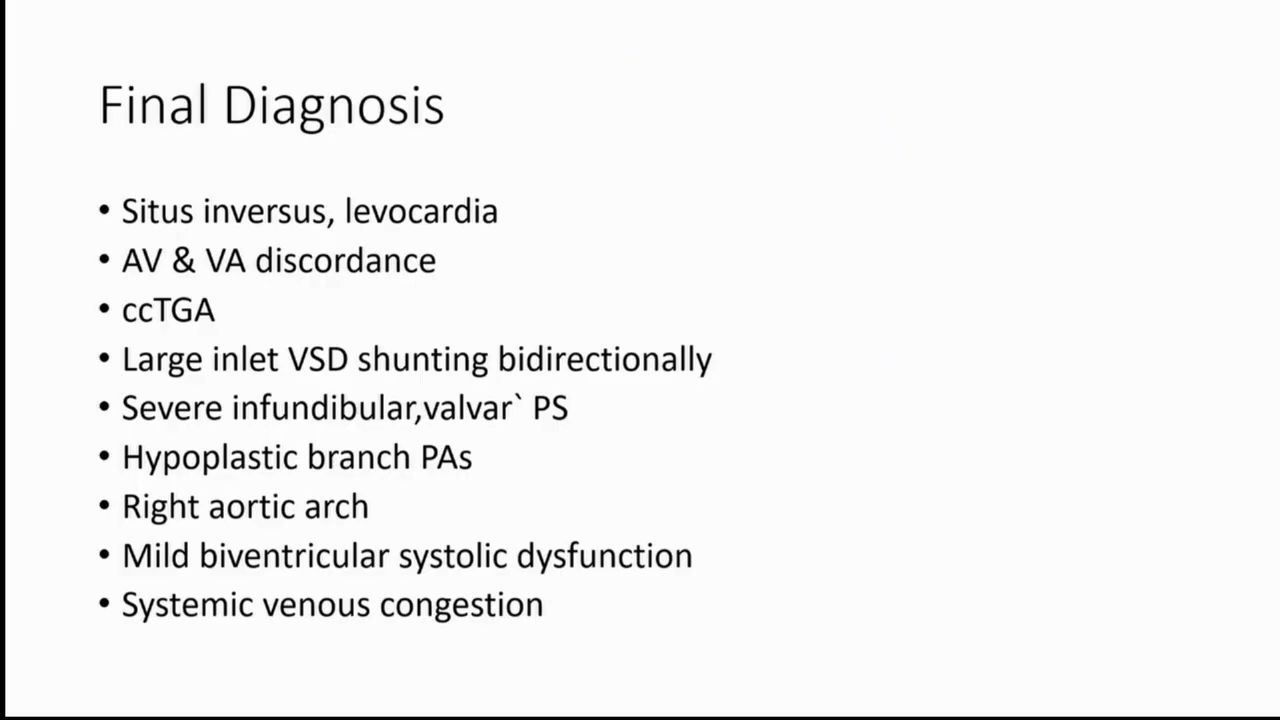 Final Diagnosis
• Situs inversus, levocardia
• AV & VA discordance
• ccTGA
• Large inlet VSD shunting bidirectionally
• Severe infundibular,valvar` PS
• Hypoplastic branch PAs
• Right aortic arch
• Mild biventricular systolic dysfunction
• Systemic venous congestion